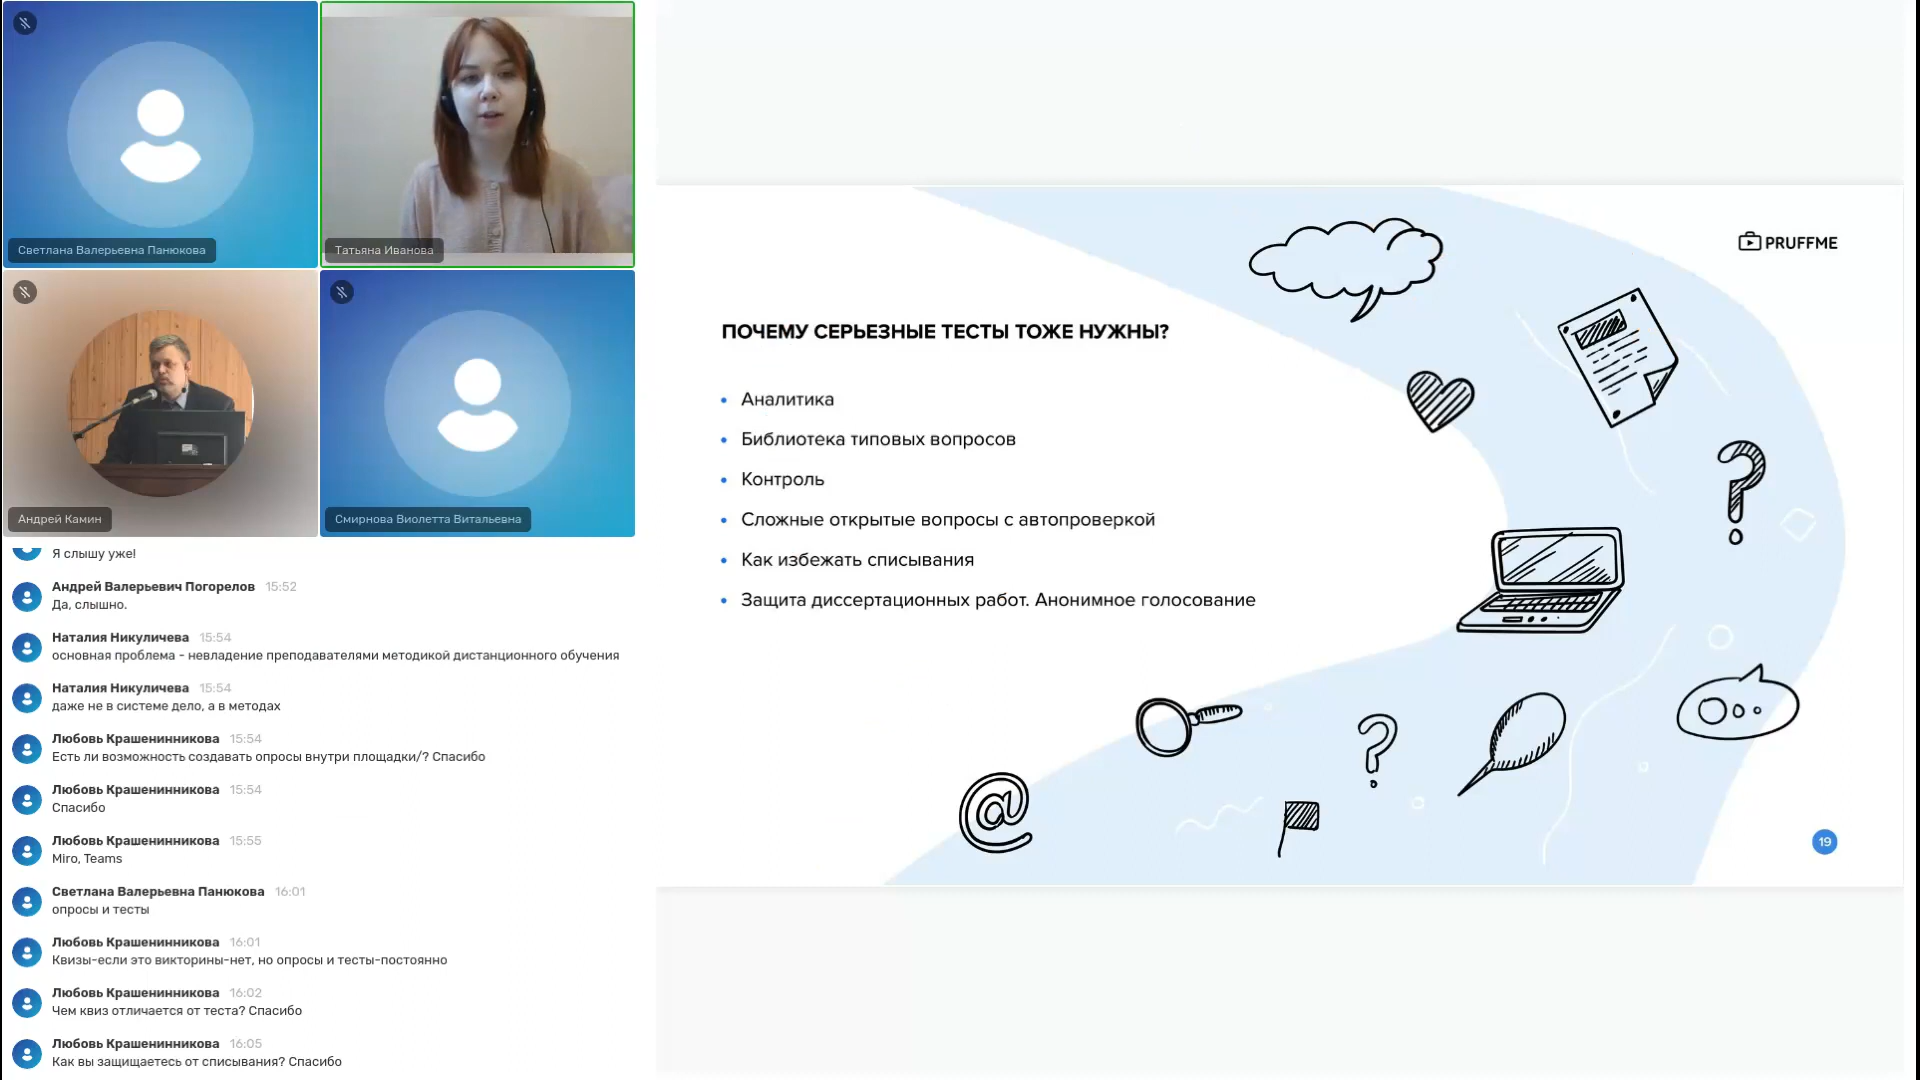 Светлана Валерьевна Панюкова
Татьяна Иванова
Андрей Камин
Смирнова Виолетта Витальевна
Я слышу уже!
Андрей Валерьевич Погорелов 15:52
Да, слышно.
Наталия Никуличева 15:54
основная проблема - невладение преподавателями методикой дистанционного обучения
Наталия Никуличева 15:54
даже не в системе дело, а в методах
Любовь Крашенинникова 15:54
Есть ли возможность создавать опросы внутри площадки/? Спасибо
Любовь Крашенинникова 15:54
Спасибо
Любовь Крашенинникова 15:55
Miro, Teams
Светлана Валерьевна Панюкова 16:01
опросы и тесты
Любовь Крашенинникова 16:01
Квизы-если это викторины-нет, но опросы и тесты-постоянно
Любовь Крашенинникова 16:02
Чем квиз отличается от теста? Спасибо
Любовь Крашенинникова 16:05
Как вы защищаетесь от списывания? Спасибо
PRUFFME
ПОЧЕМУ СЕРЬЕЗНЫЕ ТЕСТЫ ТОЖЕ НУЖНЫ?
• Аналитика
• Библиотека типовых вопросов
• Контроль
• Сложные открытые вопросы с автопроверкой
• Как избежать списывания
• Защита диссертационных работ. Анонимное голосование
@
19